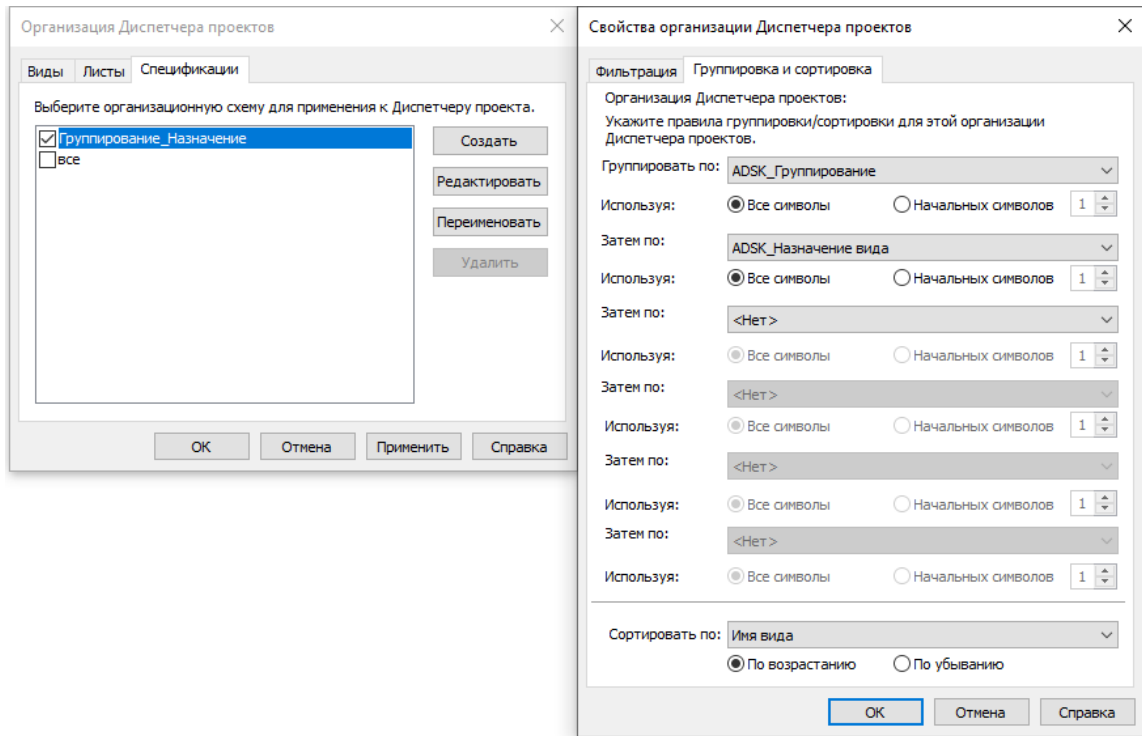 Организация Диспетчера проектов
Виды Листы Спецификации
Выберите организационную схему для применения к Диспетчеру проекта.
Группирование_Назначение
все
Создать
Редактировать
Переименовать
Удалить
ОК Отмена Применить Справка
Свойства организации Диспетчера проектов
Фильтрация Группировка и сортировка
Организация Диспетчера проектов:
Укажите правила группировки/сортировки для этой организации
Диспетчера проектов.
Группировать по: ADSK_Группирование
Используя: Все символы Начальных символов 1
Затем по: ADSK_Назначение вида
Используя: Все символы Начальных символов 1
Затем по: <Нет>
Используя: Все символы Начальных символов 1
Затем по: <Нет>
Используя: Все символы Начальных символов 1
Затем по: <Нет>
Используя: Все символы Начальных символов 1
Затем по: <Нет>
Используя: Все символы Начальных символов 1
Сортировать по: Имя вида
По возрастанию По убыванию
ОК Отмена Справка